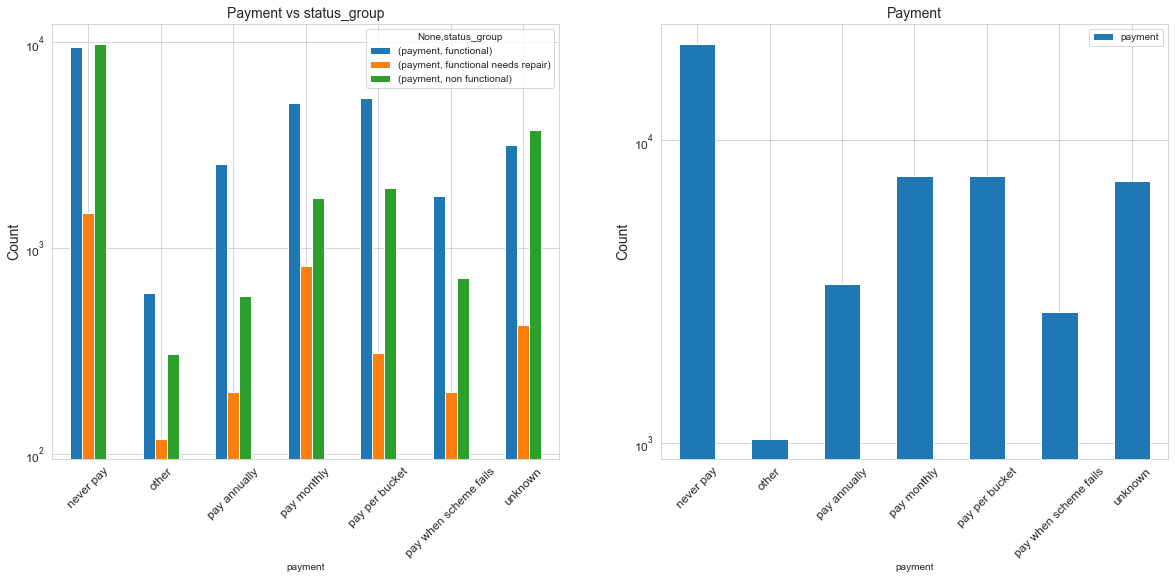 Payment vs status_group
None,status_group
(payment, functional)
(payment, functional needs repair)
(payment, non functional)
Count
10^4
10^3
10^2
never pay
other
pay annually
pay monthly
pay per bucket
pay when scheme fails
unknown
payment
Payment
payment
Count
10^4
10^3
never pay
other
pay annually
pay monthly
pay per bucket
pay when scheme fails
unknown
payment